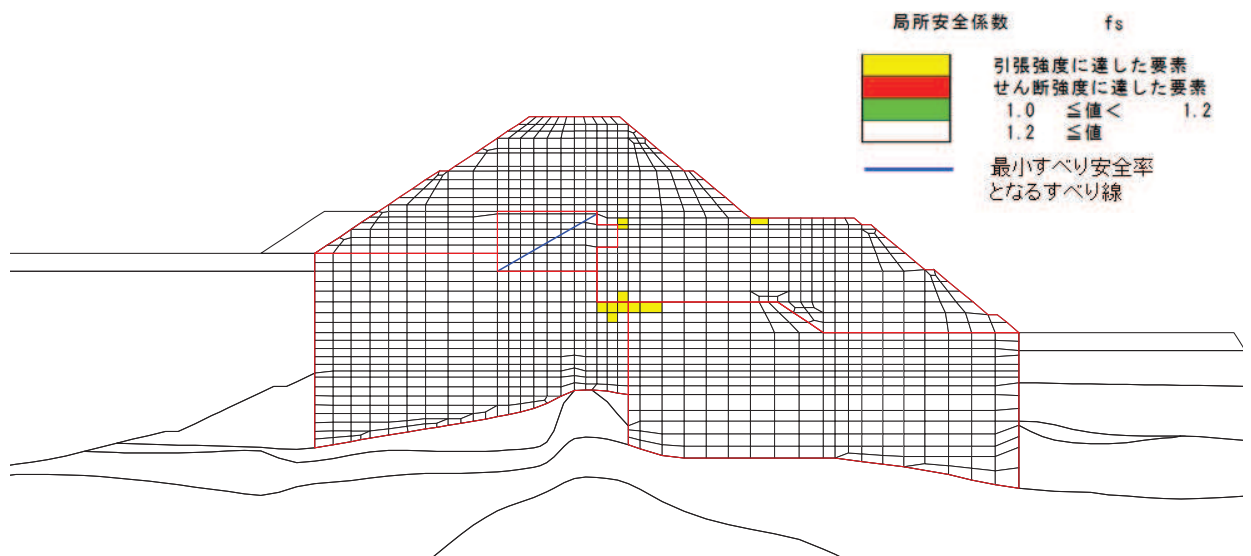 局所安全係数 fs
引張強度に達した要素
せん断強度に達した要素
1.0 ≦値< 1.2
1.2 ≦値
最小すべり安全率
となるすべり線